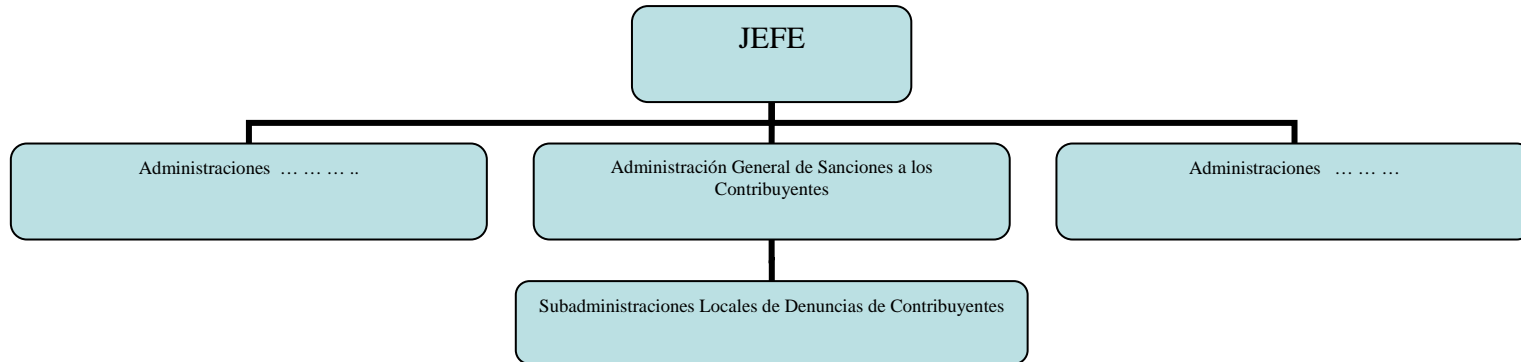 JEFE
Administraciones … … … ..
Administración General de Sanciones a los
Contribuyentes
Administraciones … … …
Subadministraciones Locales de Denuncias de Contribuyentes